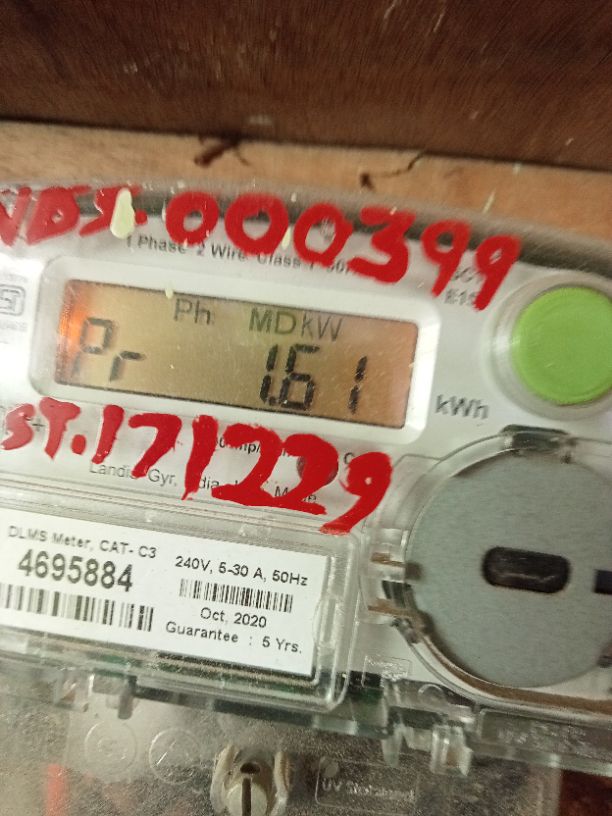 VDS.000399
1 Phase 2 Wire Class 1
Ph MD kW
Pr 1.61
kWh
ST.171229
Landis Gyr,
DLMS Meter, CAT- C3
4695884
240V, 5-30 A, 50Hz
Oct, 2020
Guarantee : 5 Yrs.